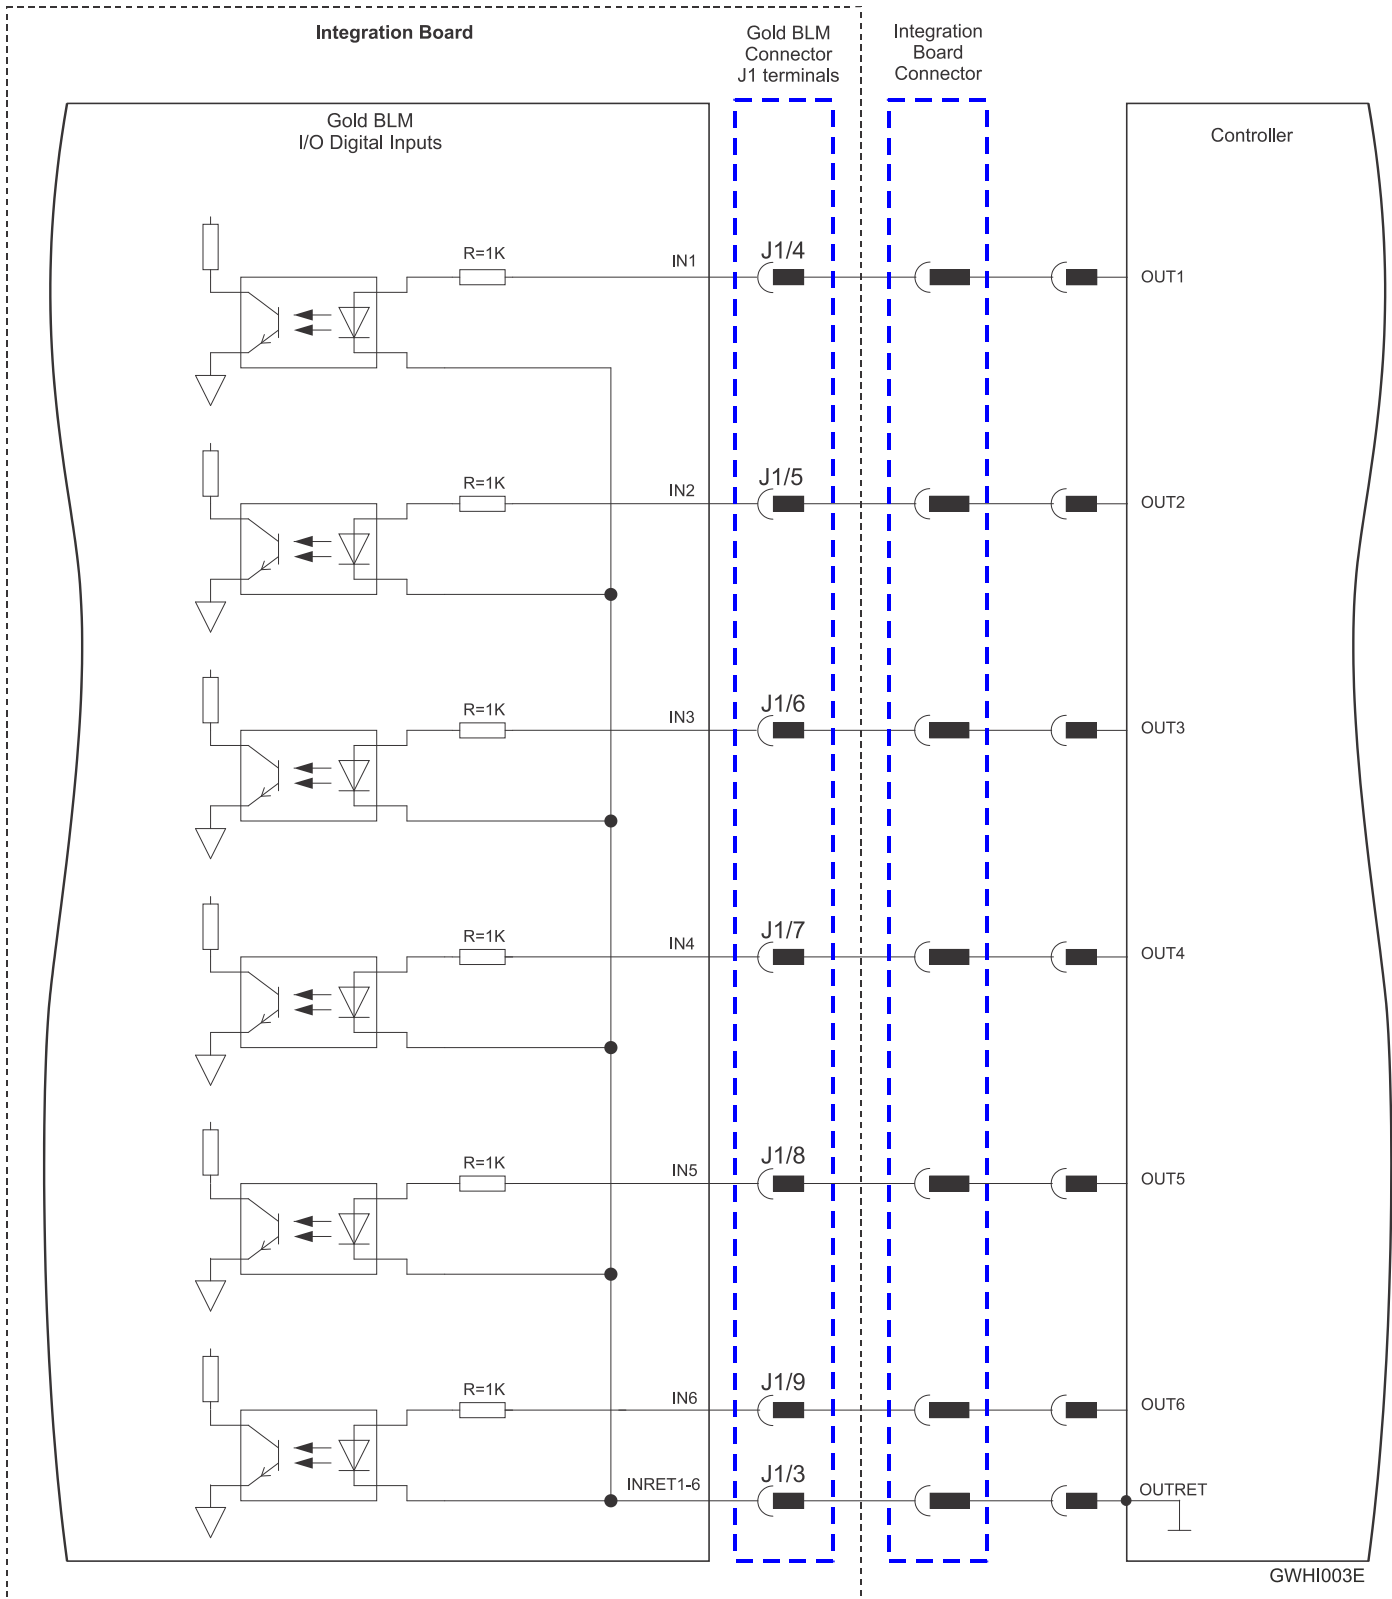 Integration Board
Gold BLM
Connector
J1 terminals
Integration
Board
Connector
Gold BLM
I/O Digital Inputs
Controller
R=1K
IN1
J1/4
OUT1
R=1K
IN2
J1/5
OUT2
R=1K
IN3
J1/6
OUT3
R=1K
IN4
J1/7
OUT4
R=1K
IN5
J1/8
OUT5
R=1K
IN6
J1/9
OUT6
INRET1-6
J1/3
OUTRET
GWHI003E